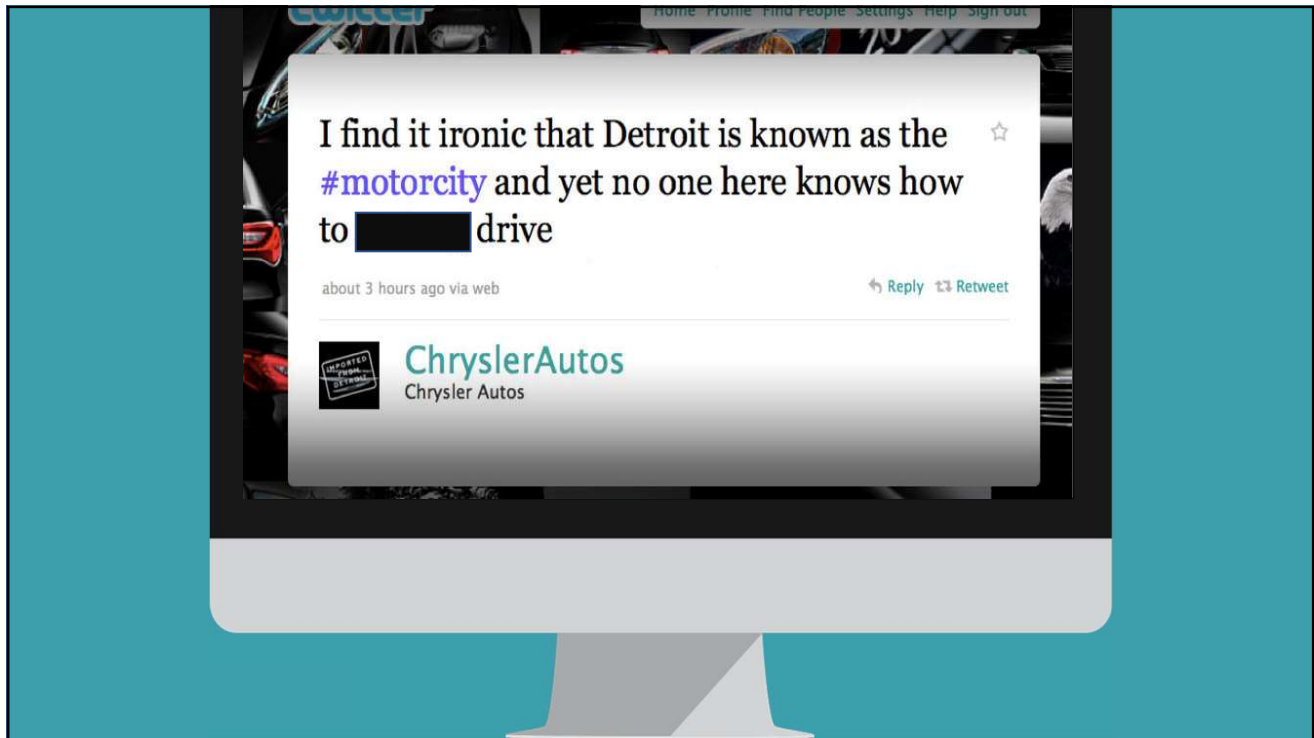 twitter
Home Profile Find People Settings Help Sign out
I find it ironic that Detroit is known as the
#motorcity and yet no one here knows how
to drive
about 3 hours ago via web
Reply Retweet
IMPORTED
FROM
DETROIT
ChryslerAutos
Chrysler Autos